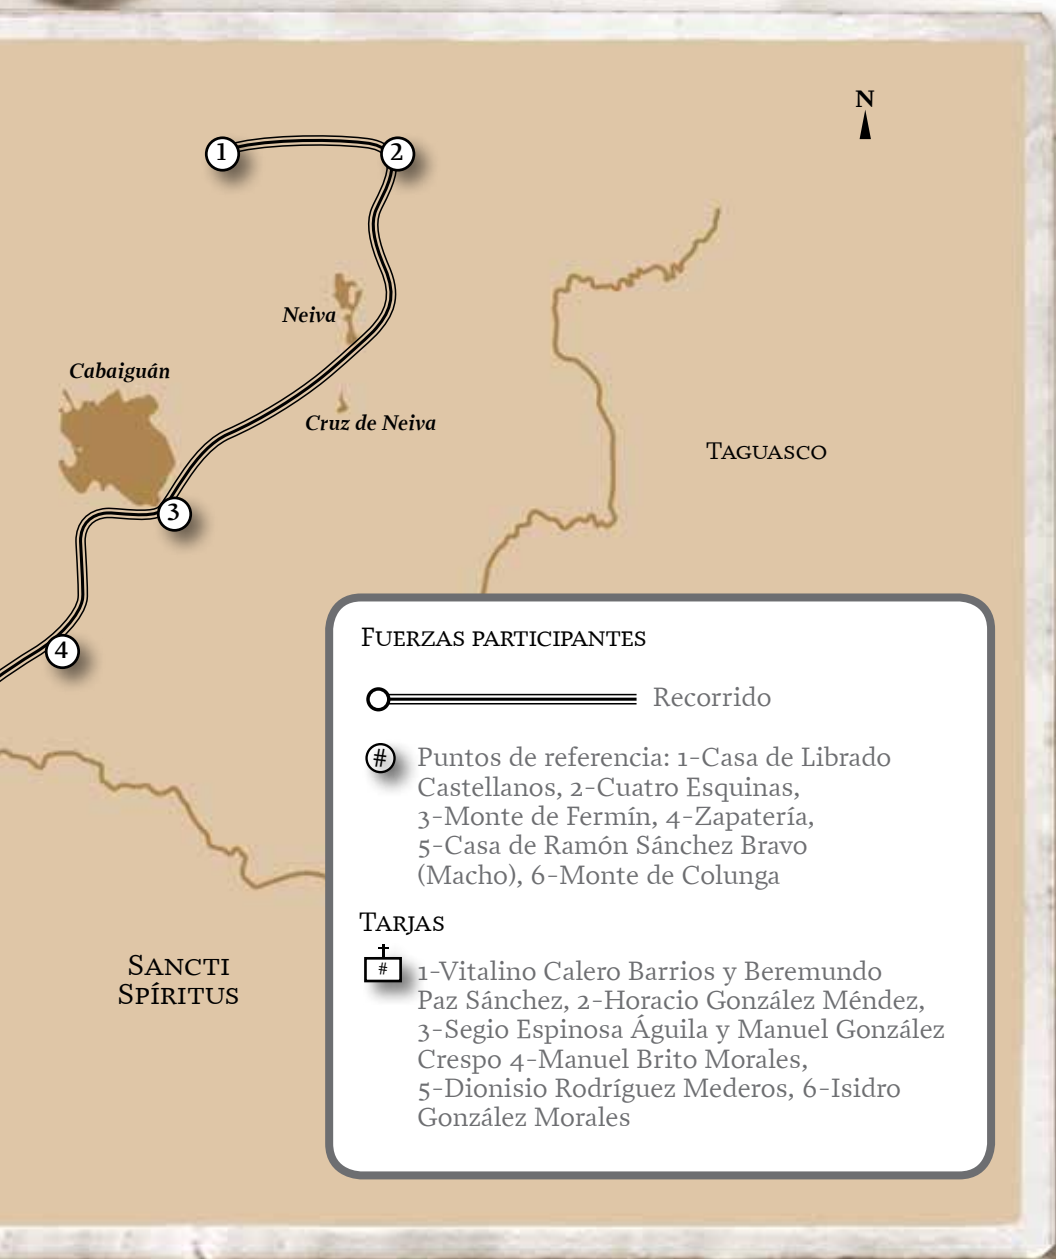 N
1
2
Neiva
Cabaiguán
Cruz de Neiva
Taguasco
3
4
Fuerzas participantes
Recorrido
# Puntos de referencia: 1-Casa de Librado
Castellanos, 2-Cuatro Esquinas,
3-Monte de Fermín, 4-Zapatería,
5-Casa de Ramón Sánchez Bravo
(Macho), 6-Monte de Colunga
Tarjas
# 1-Vitalino Calero Barrios y Beremundo
Paz Sánchez, 2-Horacio González Méndez,
3-Segio Espinosa Águila y Manuel González
Crespo 4-Manuel Brito Morales,
5-Dionisio Rodríguez Mederos, 6-Isidro
González Morales
Sancti
Spíritus